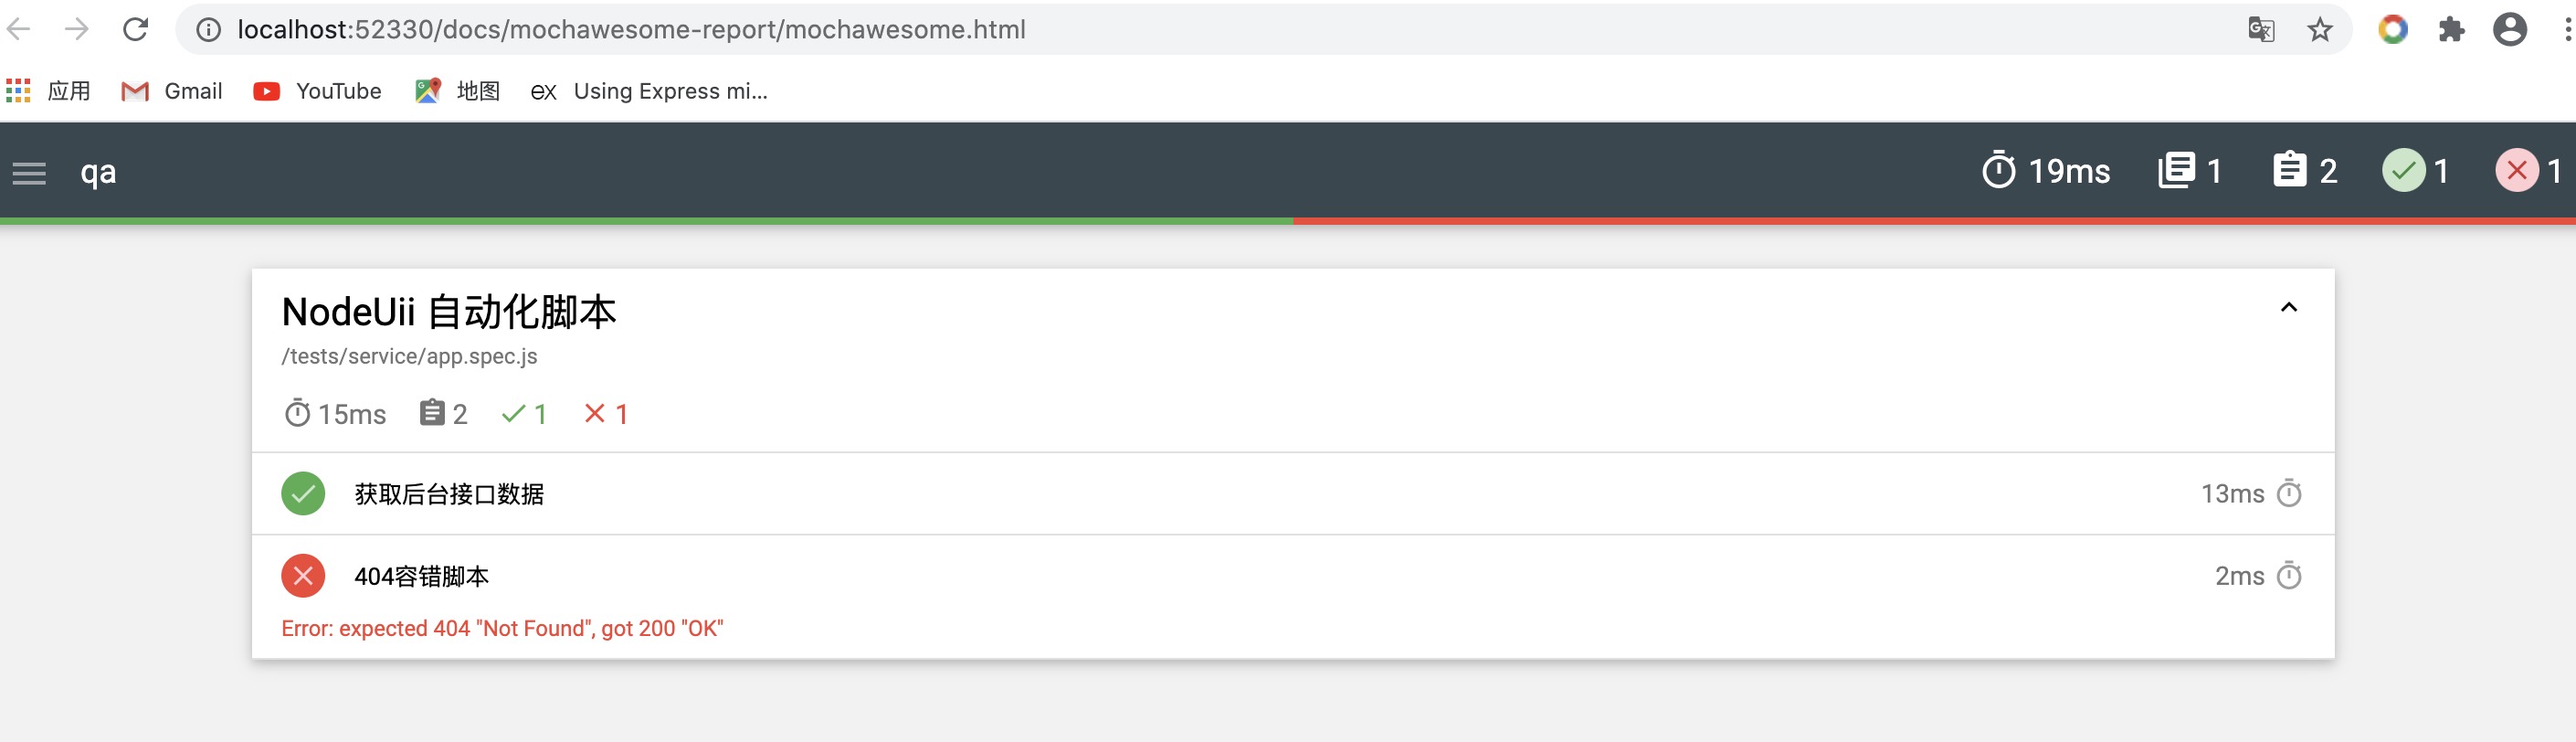 localhost:52330/docs/mochawesome-report/mochawesome.html
应用 Gmail YouTube 地图 ex Using Express mi...
qa 19ms 1 2 1 1
NodeUii 自动化脚本
/tests/service/app.spec.js
15ms 2 1 1
获取后台接口数据 13ms
404容错脚本 2ms
Error: expected 404 "Not Found", got 200 "OK"